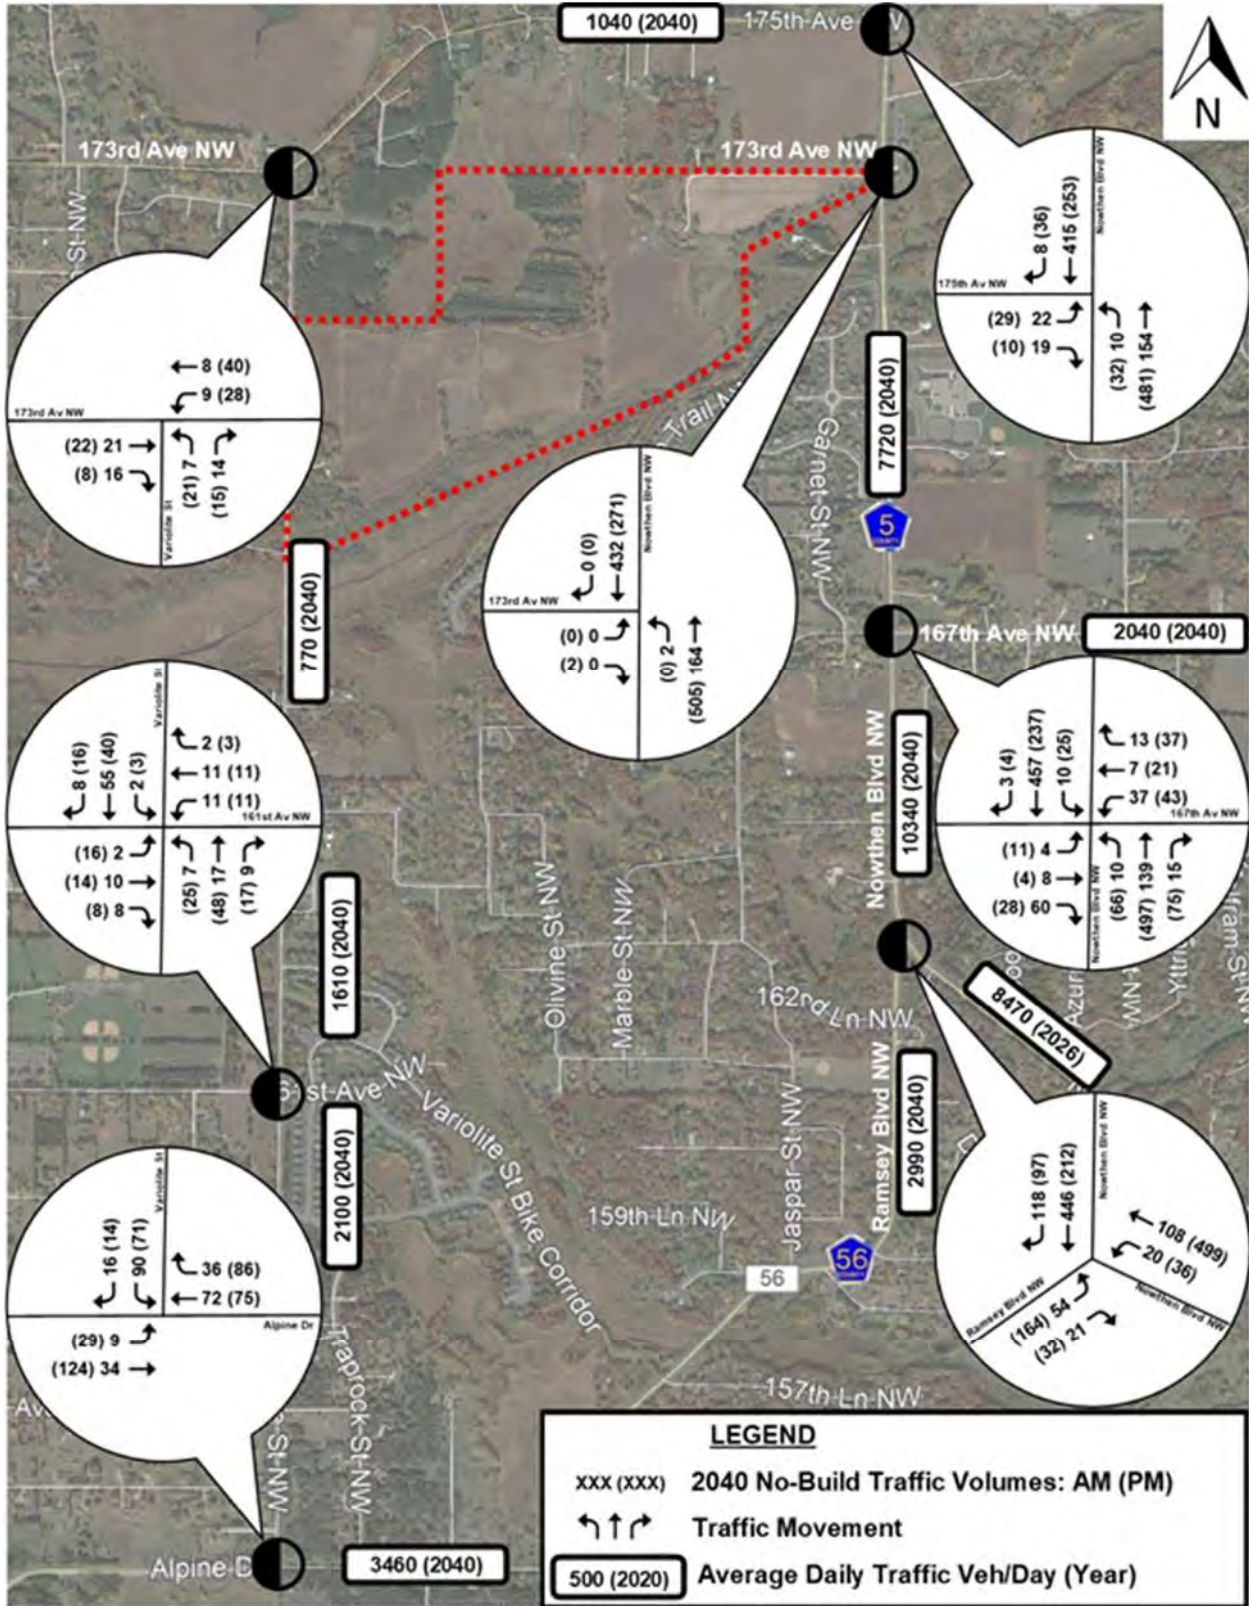 1040 (2040)
175th Ave
N
173rd Ave NW
173rd Ave NW
St NW
Nowthen Blvd NW
8 (36)
415 (253)
175th Av NW
(29) 22
(10) 19
(32) 10
(481) 154
8 (40)
9 (28)
173rd Av NW
(22) 21
(8) 16
(21) 7
(15) 14
Variolite St
7720 (2040)
Garnet St NW
Trail
5
COUNTY
Nowthen Blvd NW
0 (0)
432 (271)
173rd Av NW
(0) 0
(2) 0
(0) 2
(505) 164
770 (2040)
167th Ave NW
2040 (2040)
Variolite St
8 (16)
55 (40)
2 (3)
2 (3)
11 (11)
11 (11)
161st Av NW
(16) 2
(14) 10
(8) 8
(25) 7
(48) 17
(17) 9
10340 (2040)
Nowthen Blvd NW
3 (4)
457 (237)
10 (25)
13 (37)
7 (21)
37 (43)
167th Av NW
(11) 4
(4) 8
(28) 60
Nowthen Blvd NW
(66) 10
(497) 139
(75) 15
1610 (2040)
Olivine St NW
Marble St NW
162nd Ln NW
8470 (2026)
st Ave NW
Variolite St Bike Corridor
2100 (2040)
Jaspar St NW
Ramsey Blvd NW
2990 (2040)
159th Ln NW
56
56
COUNTY
Variolite St
16 (14)
90 (71)
36 (86)
72 (75)
Alpine Dr
(29) 9
(124) 34
Nowthen Blvd NW
118 (97)
446 (212)
108 (499)
20 (36)
Ramsey Blvd NW
Nowthen Blvd NW
(164) 54
(32) 21
Traprock St NW
157th Ln NW
St NW
Alpine D
3460 (2040)
LEGEND
xxx (xxx) 2040 No-Build Traffic Volumes: AM (PM)
Traffic Movement
500 (2020) Average Daily Traffic Veh/Day (Year)